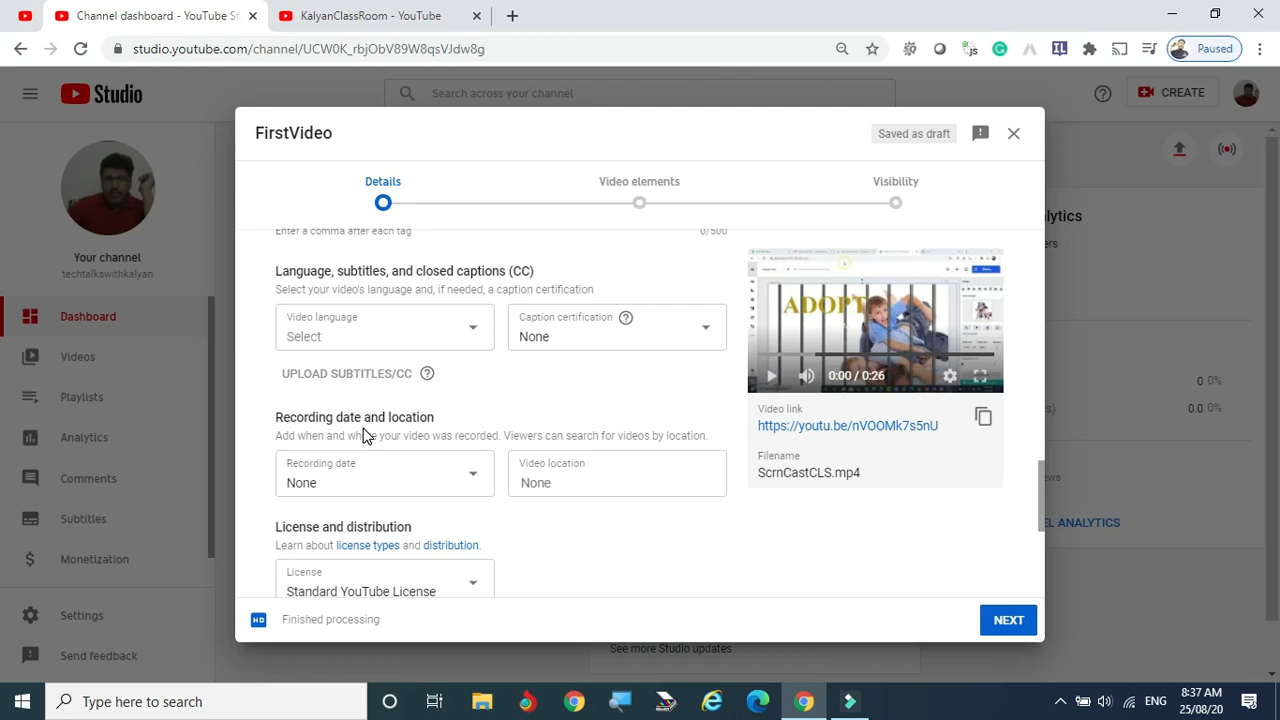 Channel dashboard - YouTube St
KalyanClassRoom - YouTube
studio.youtube.com/channel/UCW0K_rbjObV89W8qsVJdw8g
Paused
Studio
Search across your channel
CREATE
FirstVideo
Saved as draft
Details
Video elements
Visibility
Enter a comma after each tag
0/500
Language, subtitles, and closed captions (CC)
Select your video's language and, if needed, a caption certification
Video language
Select
Caption certification
None
UPLOAD SUBTITLES/CC
Recording date and location
Add when and where your video was recorded. Viewers can search for videos by location.
Recording date
None
Video location
None
License and distribution
Learn about license types and distribution.
License
Standard YouTube License
ADOPT
0:00 / 0:26
Video link
https://youtu.be/nVOOMk7s5nU
Filename
ScrnCastCLS.mp4
HD
Finished processing
NEXT
Your channel
techtalkswithkalyan
Dashboard
Videos
Playlists
Analytics
Comments
Subtitles
Monetization
Settings
Send feedback
0%
0.0%
See more Studio updates
Type here to search
ENG
8:37 AM
25/08/20